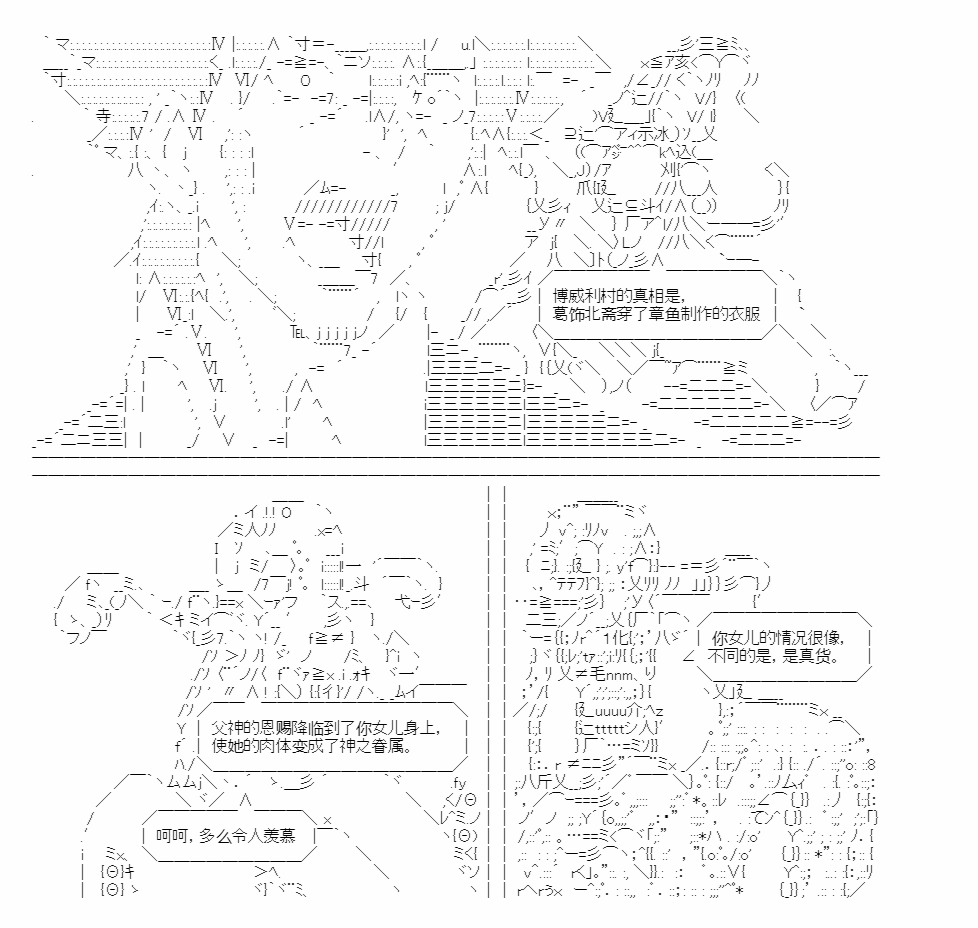 博威利村的真相是，
葛饰北斋穿了章鱼制作的衣服
父神的恩赐降临到了你女儿身上，
使她的肉体变成了神之眷属。
呵呵，多么令人羡慕
你女儿的情况很像，
不同的是，是真货。